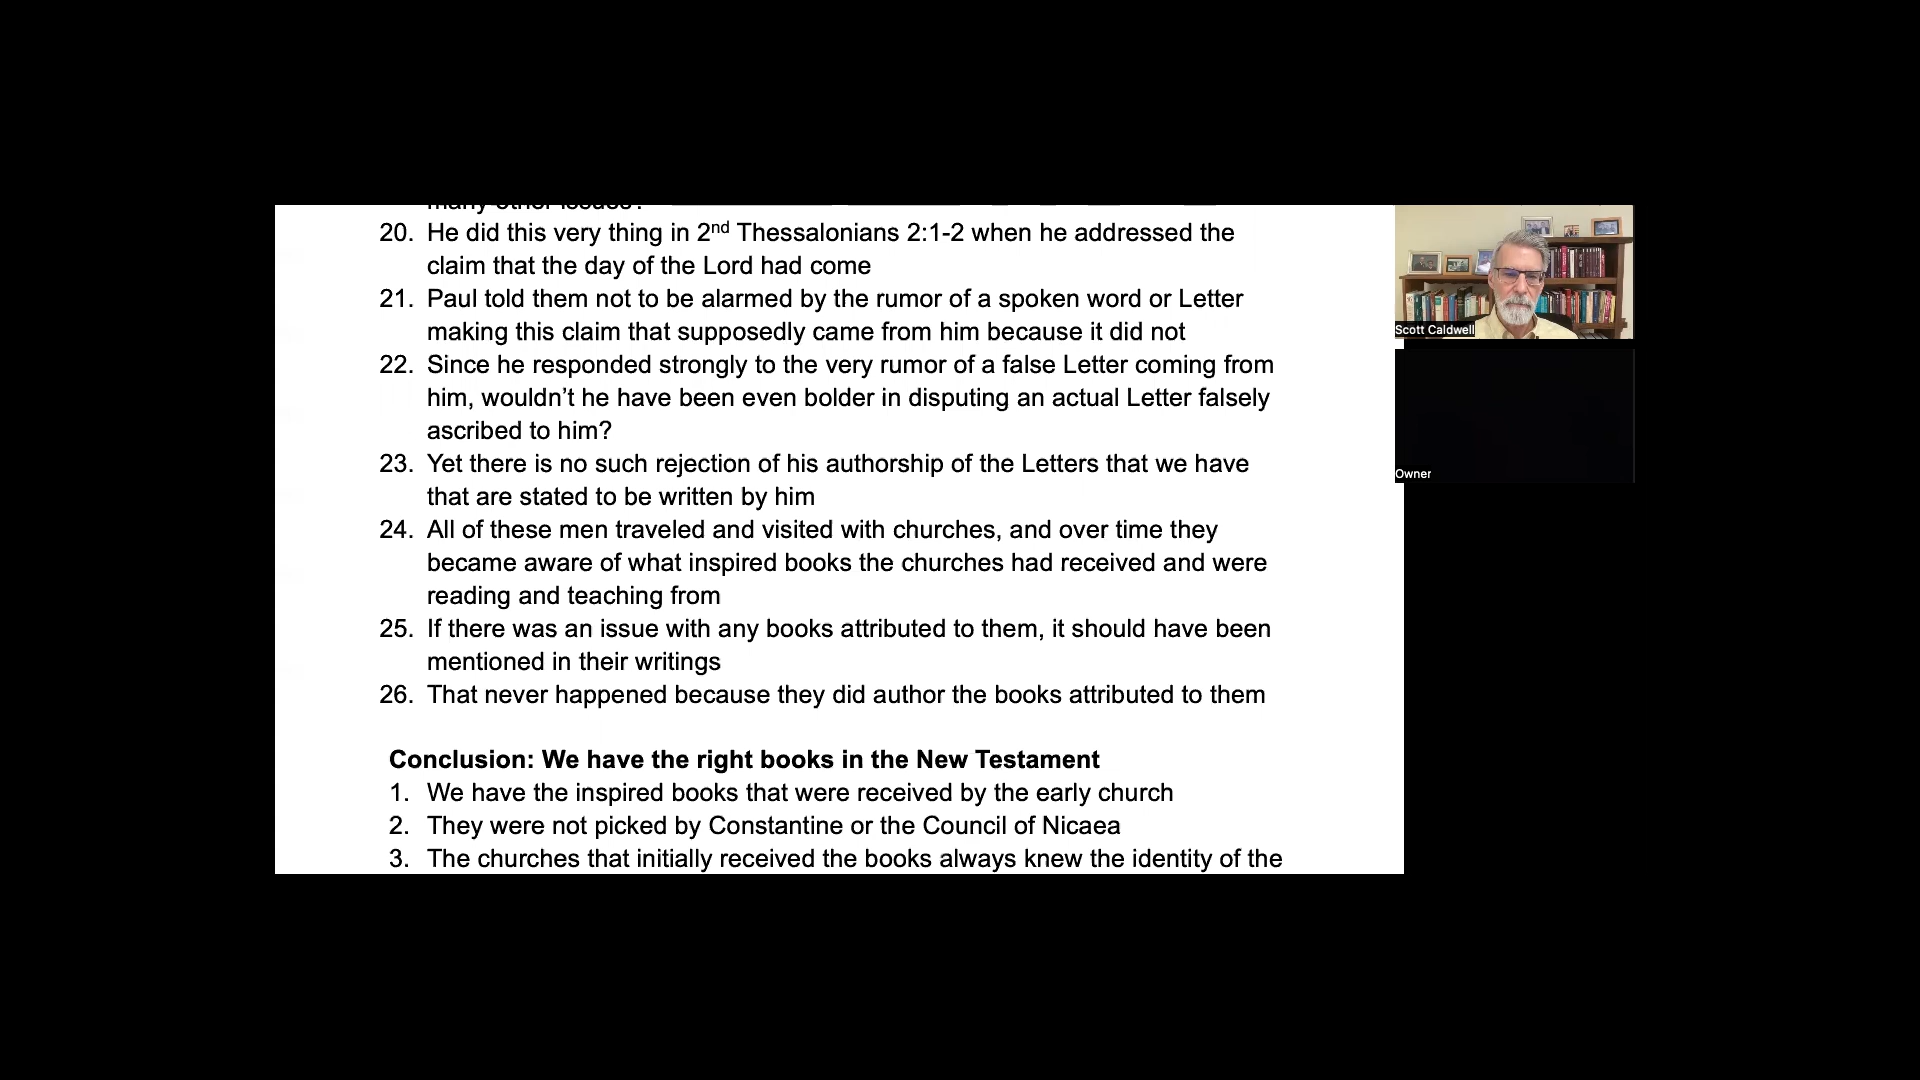 many other issues?
20. He did this very thing in 2nd Thessalonians 2:1-2 when he addressed the
claim that the day of the Lord had come
21. Paul told them not to be alarmed by the rumor of a spoken word or Letter
making this claim that supposedly came from him because it did not
22. Since he responded strongly to the very rumor of a false Letter coming from
him, wouldn’t he have been even bolder in disputing an actual Letter falsely
ascribed to him?
23. Yet there is no such rejection of his authorship of the Letters that we have
that are stated to be written by him
24. All of these men traveled and visited with churches, and over time they
became aware of what inspired books the churches had received and were
reading and teaching from
25. If there was an issue with any books attributed to them, it should have been
mentioned in their writings
26. That never happened because they did author the books attributed to them
Conclusion: We have the right books in the New Testament
1. We have the inspired books that were received by the early church
2. They were not picked by Constantine or the Council of Nicaea
3. The churches that initially received the books always knew the identity of the
Scott Caldwell
Owner